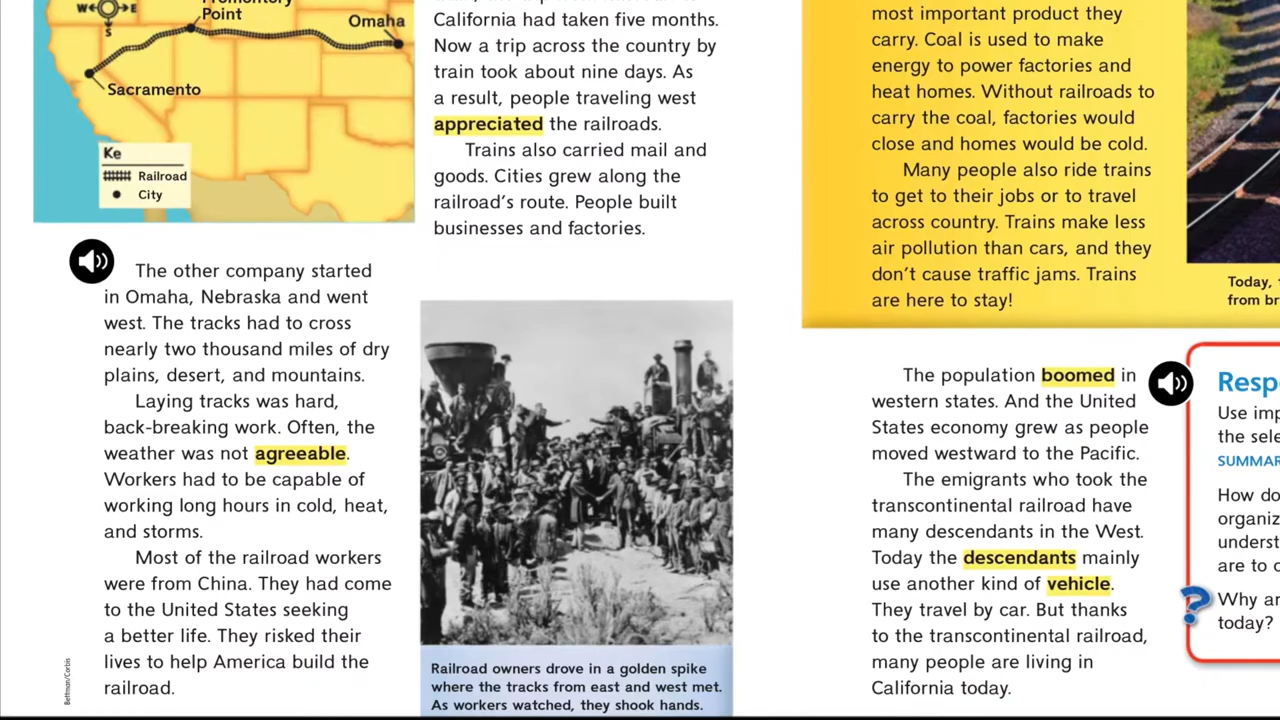 W
E
S
Promontory
Point
Omaha
Sacramento
Ke
Railroad
City
The other company started
in Omaha, Nebraska and went
west. The tracks had to cross
nearly two thousand miles of dry
plains, desert, and mountains.
Laying tracks was hard,
back-breaking work. Often, the
weather was not agreeable.
Workers had to be capable of
working long hours in cold, heat,
and storms.
Most of the railroad workers
were from China. They had come
to the United States seeking
a better life. They risked their
lives to help America build the
railroad.
Bettman/Corbin
California had taken five months.
Now a trip across the country by
train took about nine days. As
a result, people traveling west
appreciated the railroads.
Trains also carried mail and
goods. Cities grew along the
railroad's route. People built
businesses and factories.
Railroad owners drove in a golden spike
where the tracks from east and west met.
As workers watched, they shook hands.
most important product they
carry. Coal is used to make
energy to power factories and
heat homes. Without railroads to
carry the coal, factories would
close and homes would be cold.
Many people also ride trains
to get to their jobs or to travel
across country. Trains make less
air pollution than cars, and they
don't cause traffic jams. Trains
are here to stay!
Today,
from br
The population boomed in
western states. And the United
States economy grew as people
moved westward to the Pacific.
The emigrants who took the
transcontinental railroad have
many descendants in the West.
Today the descendants mainly
use another kind of vehicle.
They travel by car. But thanks
to the transcontinental railroad,
many people are living in
California today.
Resp
Use imp
the sele
SUMMAR
How do
organiz
underst
are to c
?
Why ar
today?